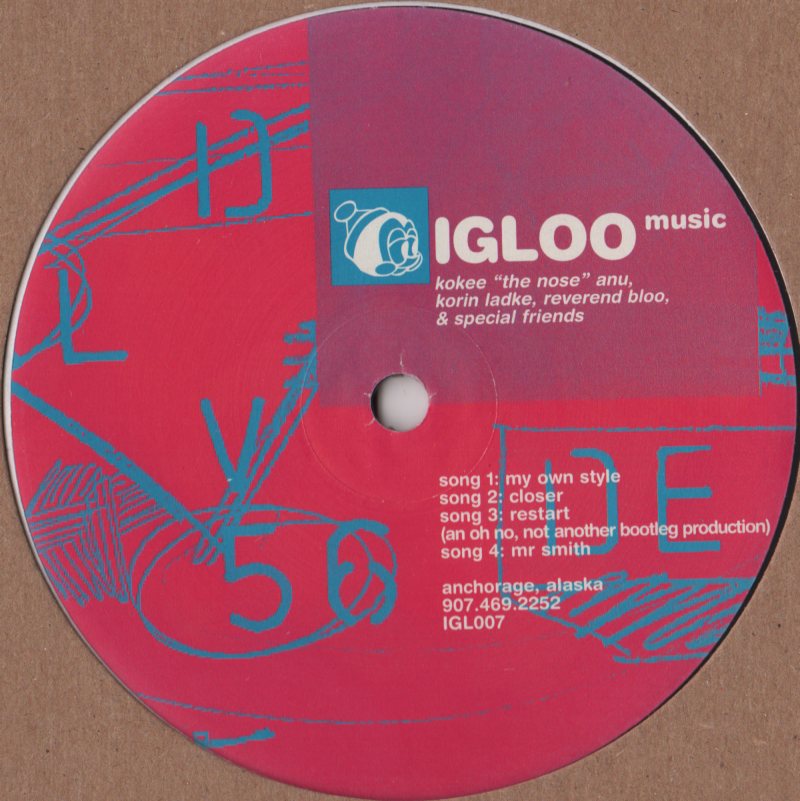 IGLOO music
kokee "the nose" anu,
korin ladke, reverend bloo,
& special friends
song 1: my own style
song 2: closer
song 3: restart
(an oh no, not another bootleg production)
song 4: mr smith
anchorage, alaska
907.469.2252
IGL007
L
V
56
DE